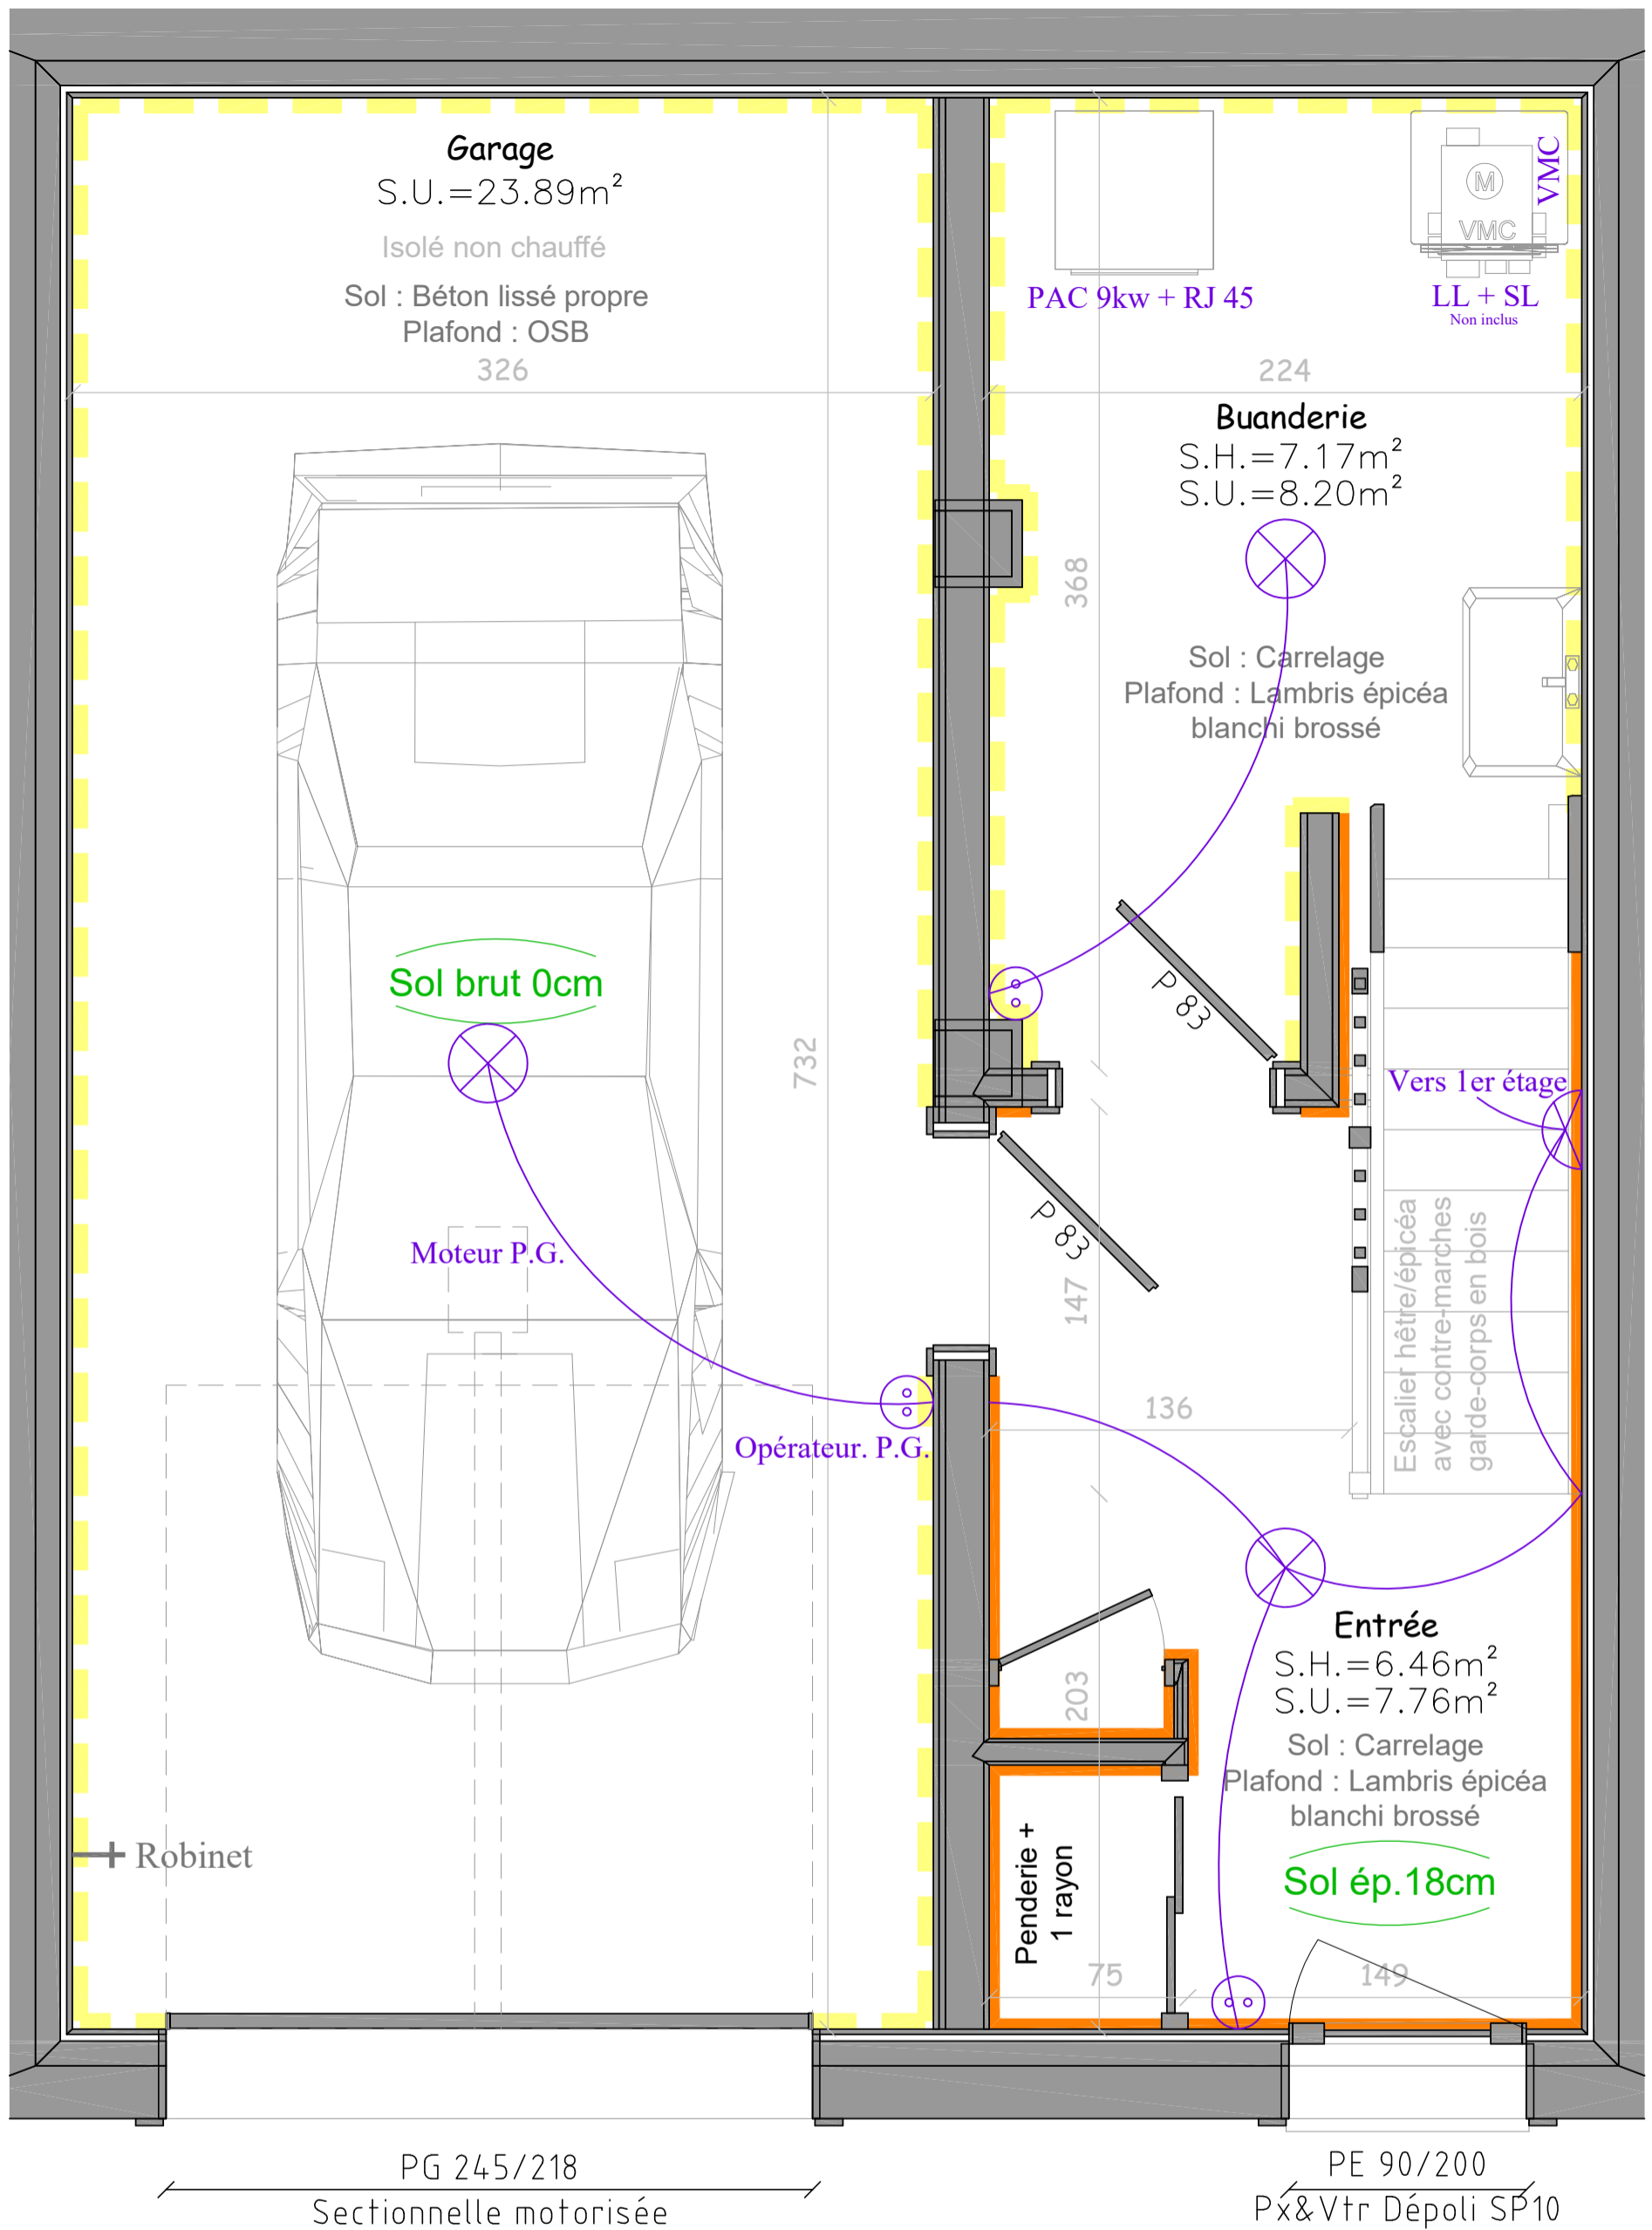 Garage
S.U.=23.89m²
Isolé non chauffé
Sol : Béton lissé propre
Plafond : OSB
326
732
Sol brut 0cm
Moteur P.G.
Opérateur. P.G.
Robinet
PG 245/218
Sectionnelle motorisée
PAC 9kw + RJ 45
M
VMC
VMC
LL + SL
Non inclus
224
Buanderie
S.H.=7.17m²
S.U.=8.20m²
368
Sol : Carrelage
Plafond : Lambris épicéa
blanchi brossé
P 83
P 83
Vers 1er étage
147
136
Escalier hêtre/épicéa
avec contre-marches
garde-corps en bois
Entrée
S.H.=6.46m²
S.U.=7.76m²
Sol : Carrelage
Plafond : Lambris épicéa
blanchi brossé
Sol ép.18cm
203
Penderie +
1 rayon
75
149
PE 90/200
Px&Vtr Dépoli SP10